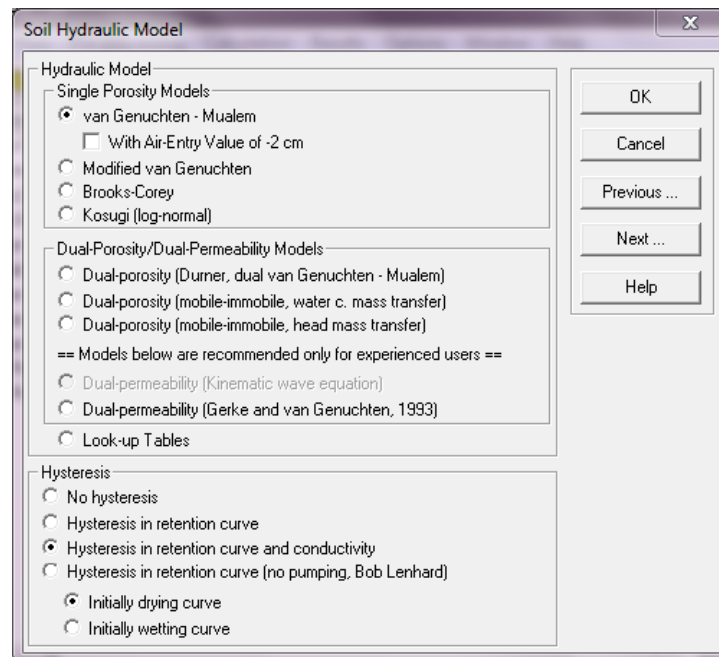 Soil Hydraulic Model
Hydraulic Model
Single Porosity Models
van Genuchten - Mualem
With Air-Entry Value of -2 cm
Modified van Genuchten
Brooks-Corey
Kosugi (log-normal)
Dual-Porosity/Dual-Permeability Models
Dual-porosity (Durner, dual van Genuchten - Mualem)
Dual-porosity (mobile-immobile, water c. mass transfer)
Dual-porosity (mobile-immobile, head mass transfer)
== Models below are recommended only for experienced users ==
Dual-permeability (Kinematic wave equation)
Dual-permeability (Gerke and van Genuchten, 1993)
Look-up Tables
Hysteresis
No hysteresis
Hysteresis in retention curve
Hysteresis in retention curve and conductivity
Hysteresis in retention curve (no pumping, Bob Lenhard)
Initially drying curve
Initially wetting curve
OK
Cancel
Previous ...
Next ...
Help